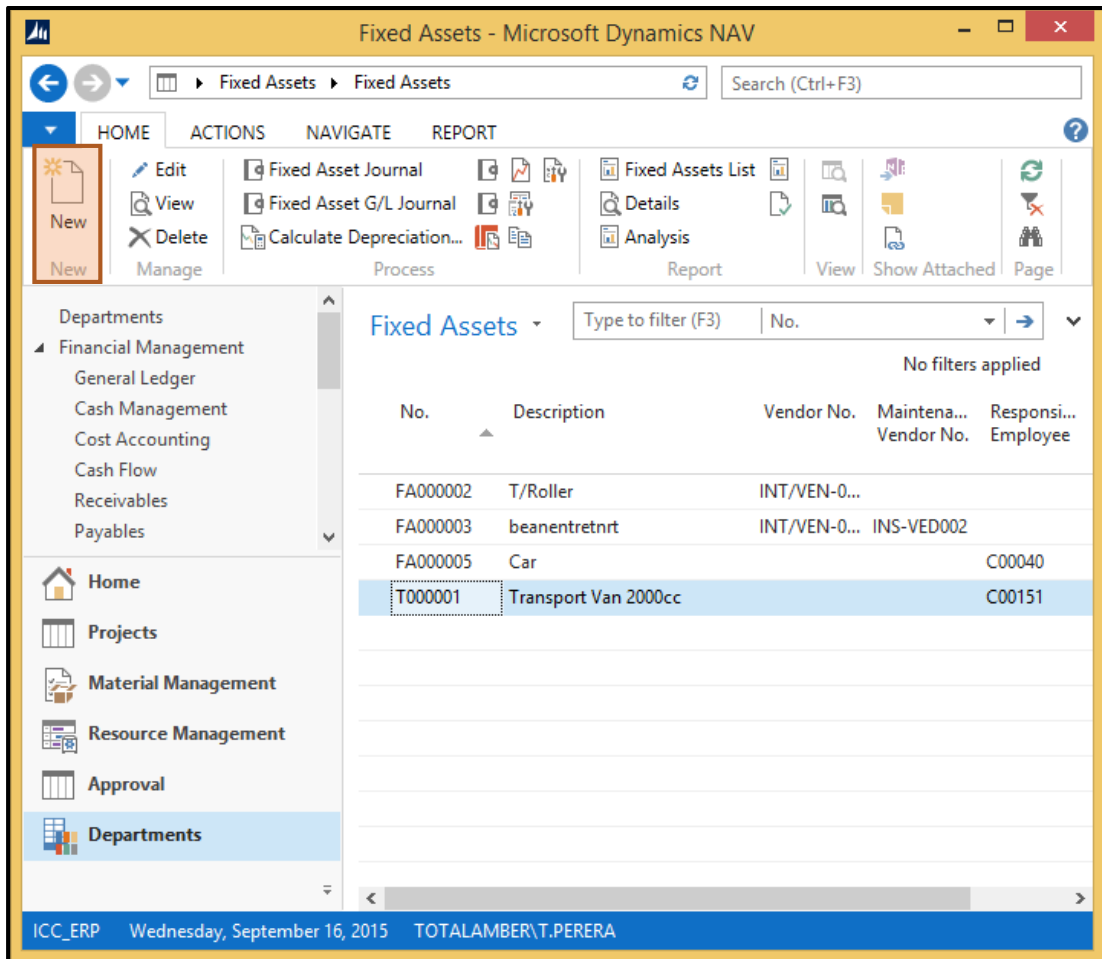 Fixed Assets - Microsoft Dynamics NAV
Fixed Assets Fixed Assets Search (Ctrl+F3)
HOME ACTIONS NAVIGATE REPORT
New
New
Edit
View
Delete
Manage
Fixed Asset Journal
Fixed Asset G/L Journal
Calculate Depreciation...
Process
Fixed Assets List
Details
Analysis
Report
View
Show Attached
Page
Departments
Financial Management
General Ledger
Cash Management
Cost Accounting
Cash Flow
Receivables
Payables
Home
Projects
Material Management
Resource Management
Approval
Departments
Fixed Assets Type to filter (F3) No.
No filters applied
No. Description Vendor No. Maintena... Responsi...
Vendor No. Employee
FA000002 T/Roller INT/VEN-0...
FA000003 beanentretnrt INT/VEN-0... INS-VED002
FA000005 Car C00040
T000001 Transport Van 2000cc C00151
ICC_ERP Wednesday, September 16, 2015 TOTALAMBER\T.PERERA